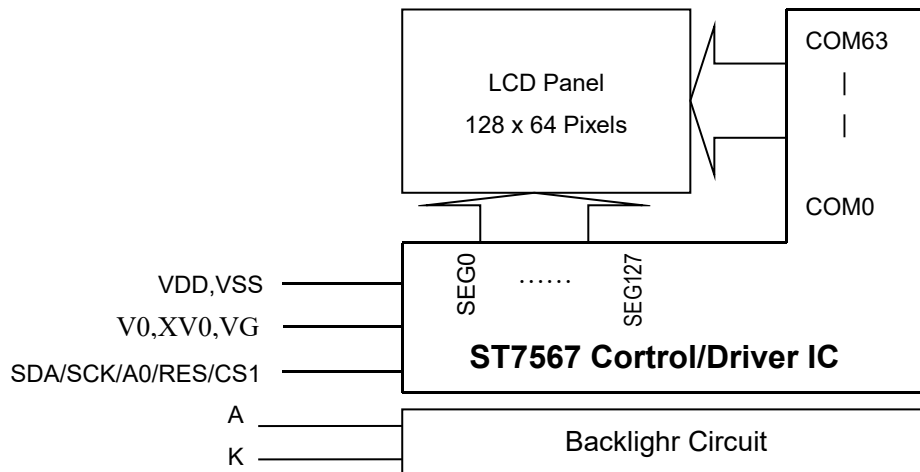 COM63
LCD Panel
|
128 x 64 Pixels
|
COM0
SEG0
......
SEG127
VDD,VSS
V0,XV0,VG
ST7567 Cortrol/Driver IC
SDA/SCK/A0/RES/CS1
A
Backlighr Circuit
K